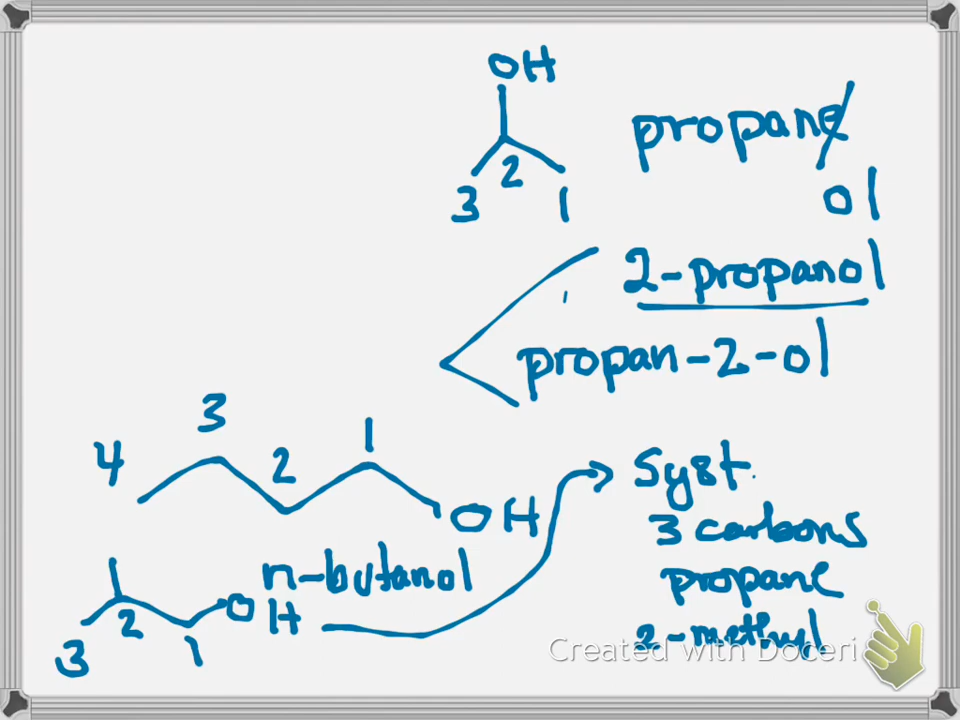 OH
propane
3 2 1
ol
2-propanol
propan-2-ol
4 3 2 1
OH
n-butanol
3 2 1
OH
Syst.
3 carbons
propane
2-methyl
Created with Doceri